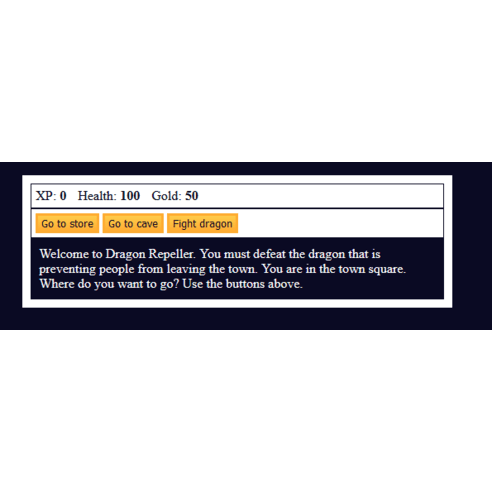 XP: 0 Health: 100 Gold: 50
Go to store Go to cave Fight dragon
Welcome to Dragon Repeller. You must defeat the dragon that is
preventing people from leaving the town. You are in the town square.
Where do you want to go? Use the buttons above.